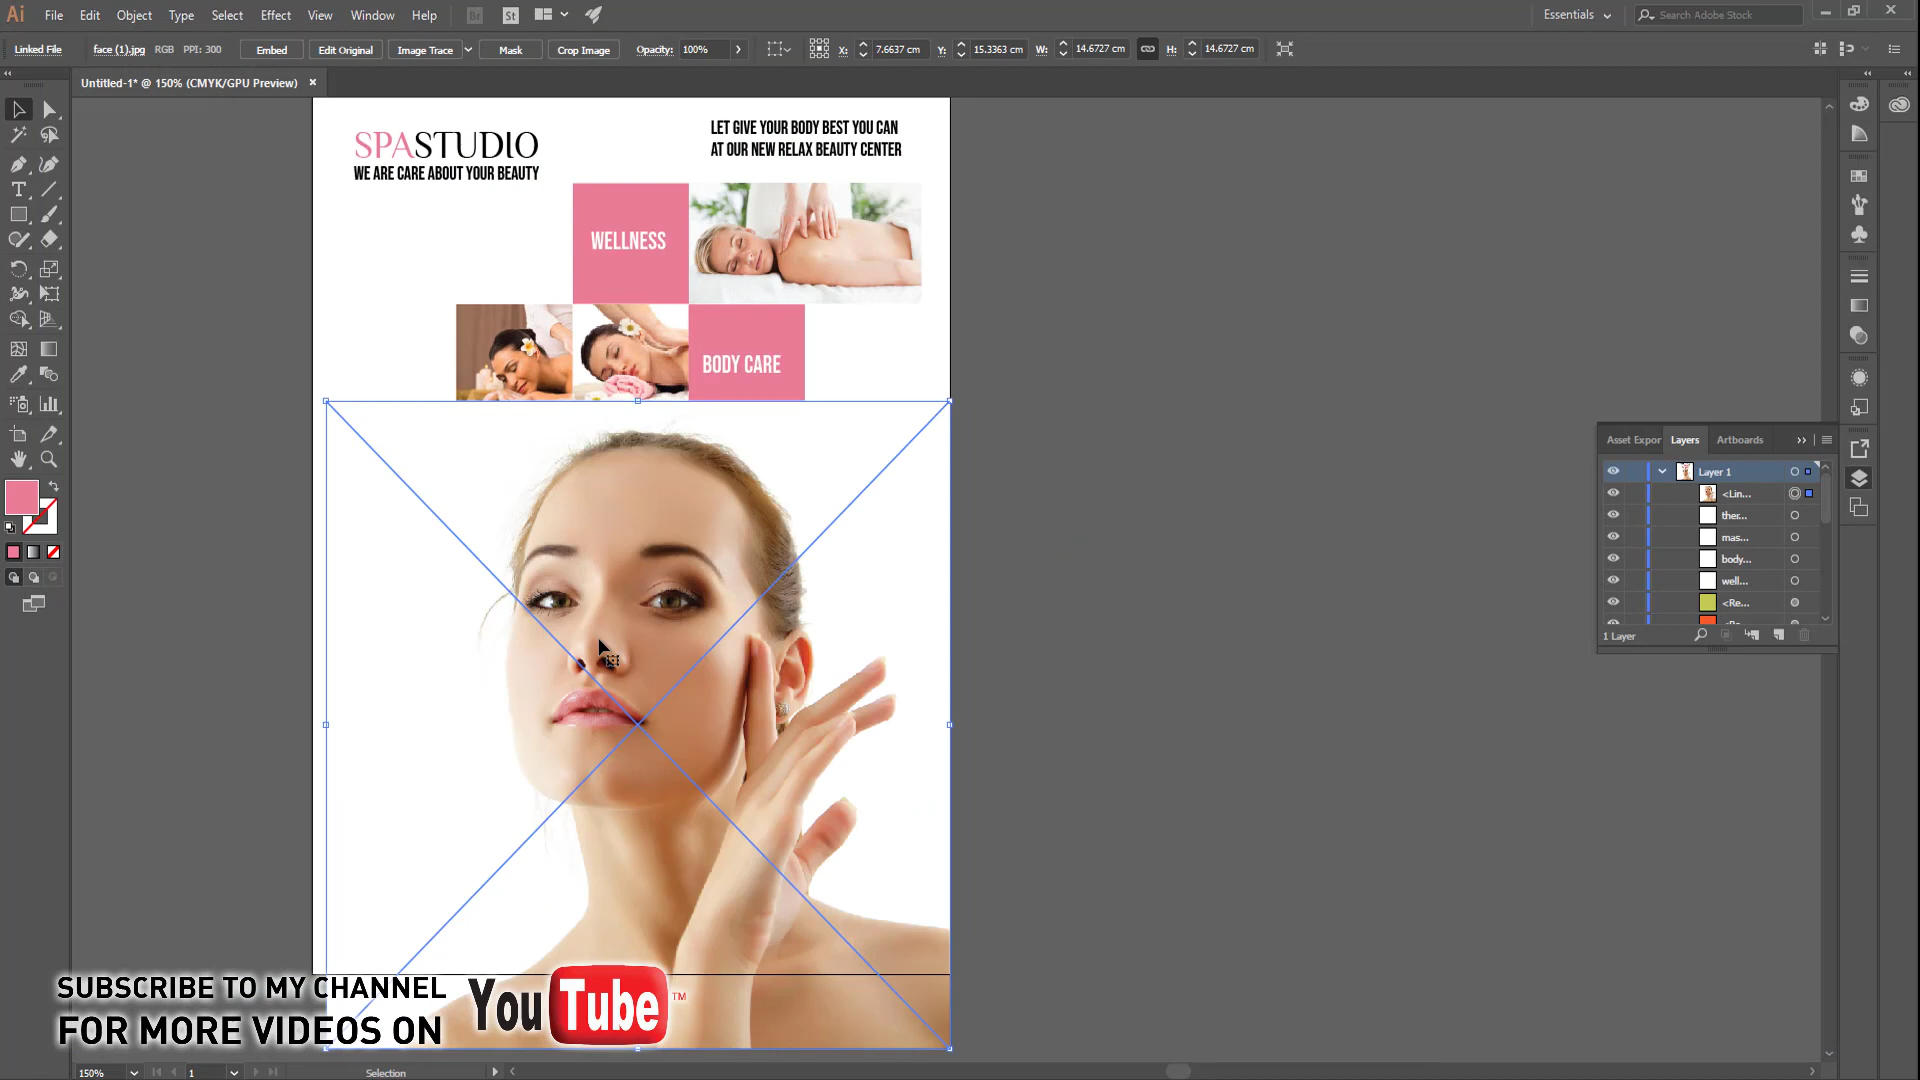 Ai File Edit Object Type Select Effect View Window Help Br St Essentials Search Adobe Stock
Linked File face (1).jpg RGB PPI: 300 Embed Edit Original Image Trace Mask Crop Image Opacity: 100% X: 7.6637 cm Y: 15.3363 cm W: 14.6727 cm H: 14.6727 cm
Untitled-1* @ 150% (CMYK/GPU Preview)
SPASTUDIO
WE ARE CARE ABOUT YOUR BEAUTY
LET GIVE YOUR BODY BEST YOU CAN
AT OUR NEW RELAX BEAUTY CENTER
WELLNESS
BODY CARE
Asset Expor Layers Artboards
Layer 1
<Lin...
ther...
mas...
body...
well...
<Re...
1 Layer
SUBSCRIBE TO MY CHANNEL
FOR MORE VIDEOS ON
YouTube™
150% 1 Selection